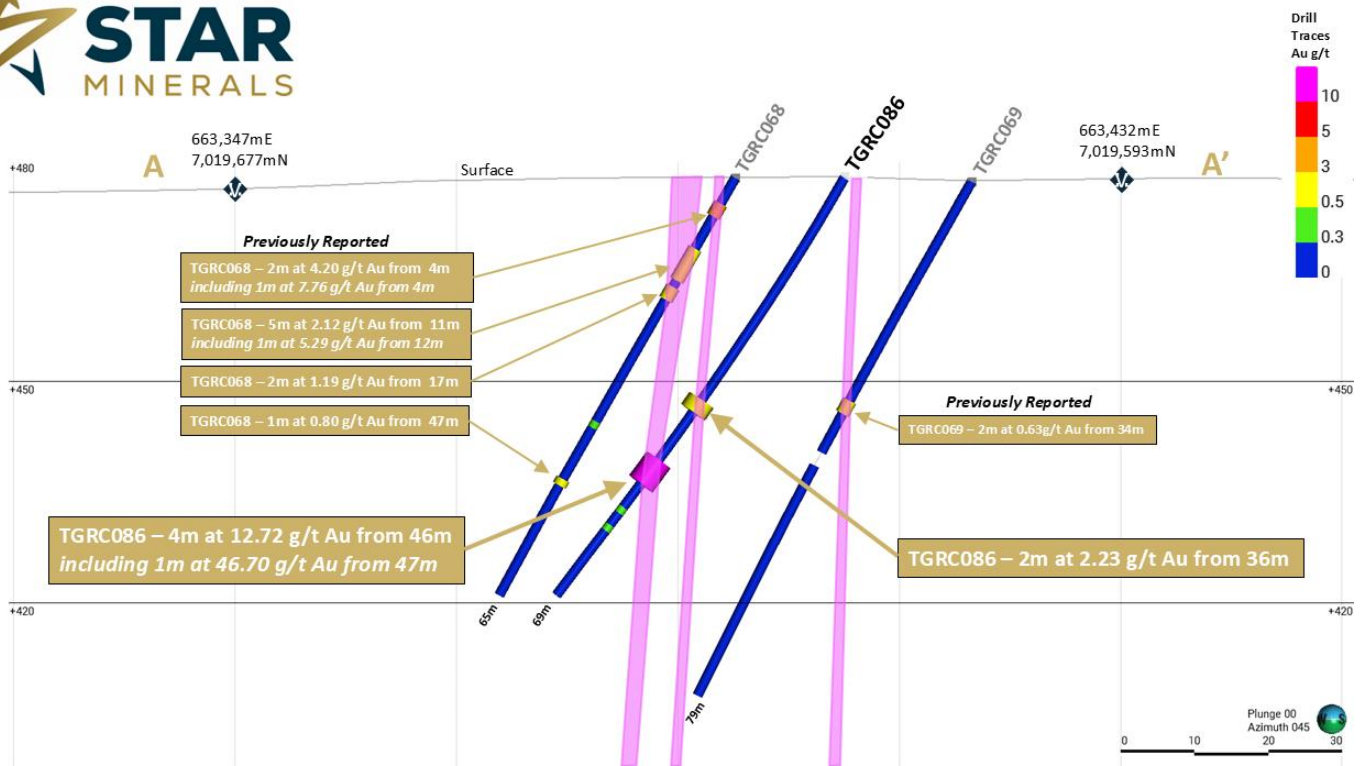 STAR
MINERALS
Drill
Traces
Au g/t
10
5
3
0.5
0.3
0
663,347mE
7,019,677mN
A
TGRC068
TGRC086
TGRC069
663,432mE
7,019,593mN
A'
+480
Surface
Previously Reported
TGRC068 – 2m at 4.20 g/t Au from 4m
including 1m at 7.76 g/t Au from 4m
TGRC068 – 5m at 2.12 g/t Au from 11m
including 1m at 5.29 g/t Au from 12m
TGRC068 – 2m at 1.19 g/t Au from 17m
TGRC068 – 1m at 0.80 g/t Au from 47m
+450
+450
Previously Reported
TGRC069 – 2m at 0.63g/t Au from 34m
TGRC086 – 4m at 12.72 g/t Au from 46m
including 1m at 46.70 g/t Au from 47m
TGRC086 – 2m at 2.23 g/t Au from 36m
+420
+420
65m
69m
79m
Plunge 00
Azimuth 045
0
10
20
30